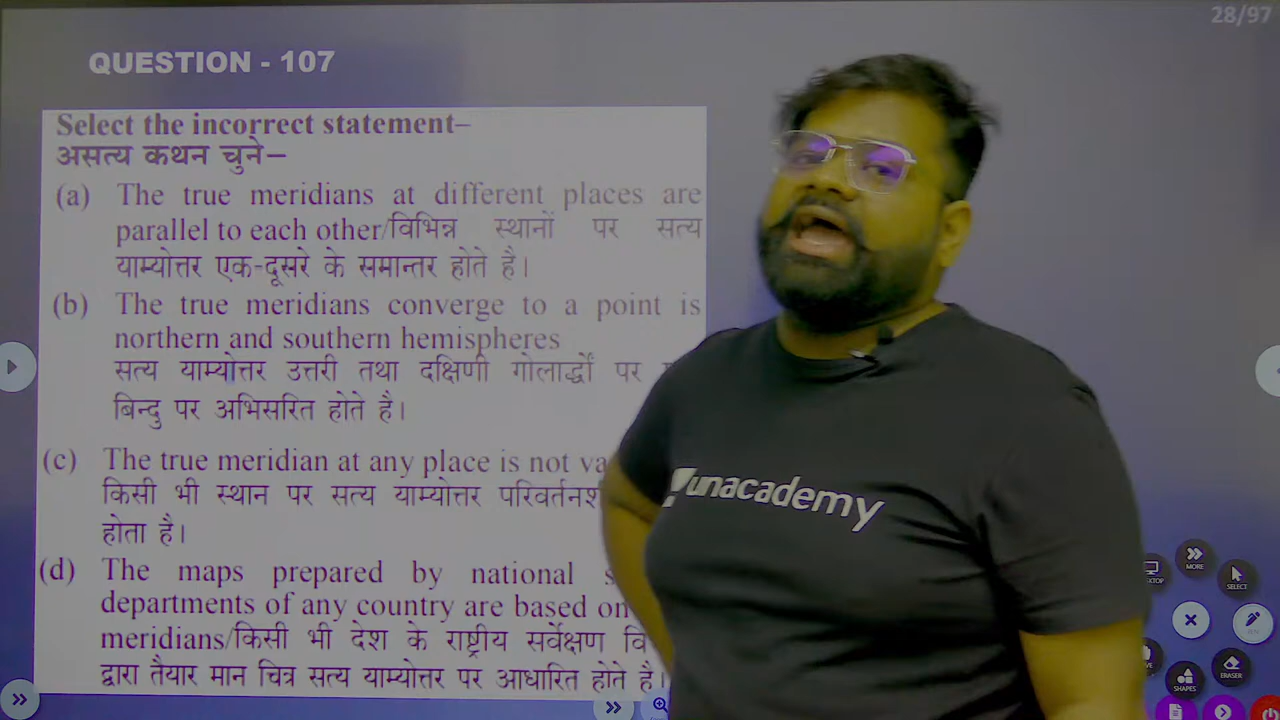 28/97
QUESTION - 107
Select the incorrect statement–
असत्य कथन चुने–
(a) The true meridians at different places are
parallel to each other/विभिन्न स्थानों पर सत्य
याम्योत्तर एक-दूसरे के समान्तर होते है।
(b) The true meridians converge to a point is
northern and southern hemispheres
सत्य याम्योत्तर उत्तरी तथा दक्षिणी गोलार्द्धों पर
बिन्दु पर अभिसरित होते है।
(c) The true meridian at any place is not
किसी भी स्थान पर सत्य याम्योत्तर
होता है।
(d) The maps prepared by national
departments of any country are based on
meridians/किसी भी देश के राष्ट्रीय सर्वेक्षण
द्वारा तैयार मान चित्र सत्य याम्योत्तर पर आधारित होते है।
unacademy
MORE
SELECT
ERASER
SHAPES